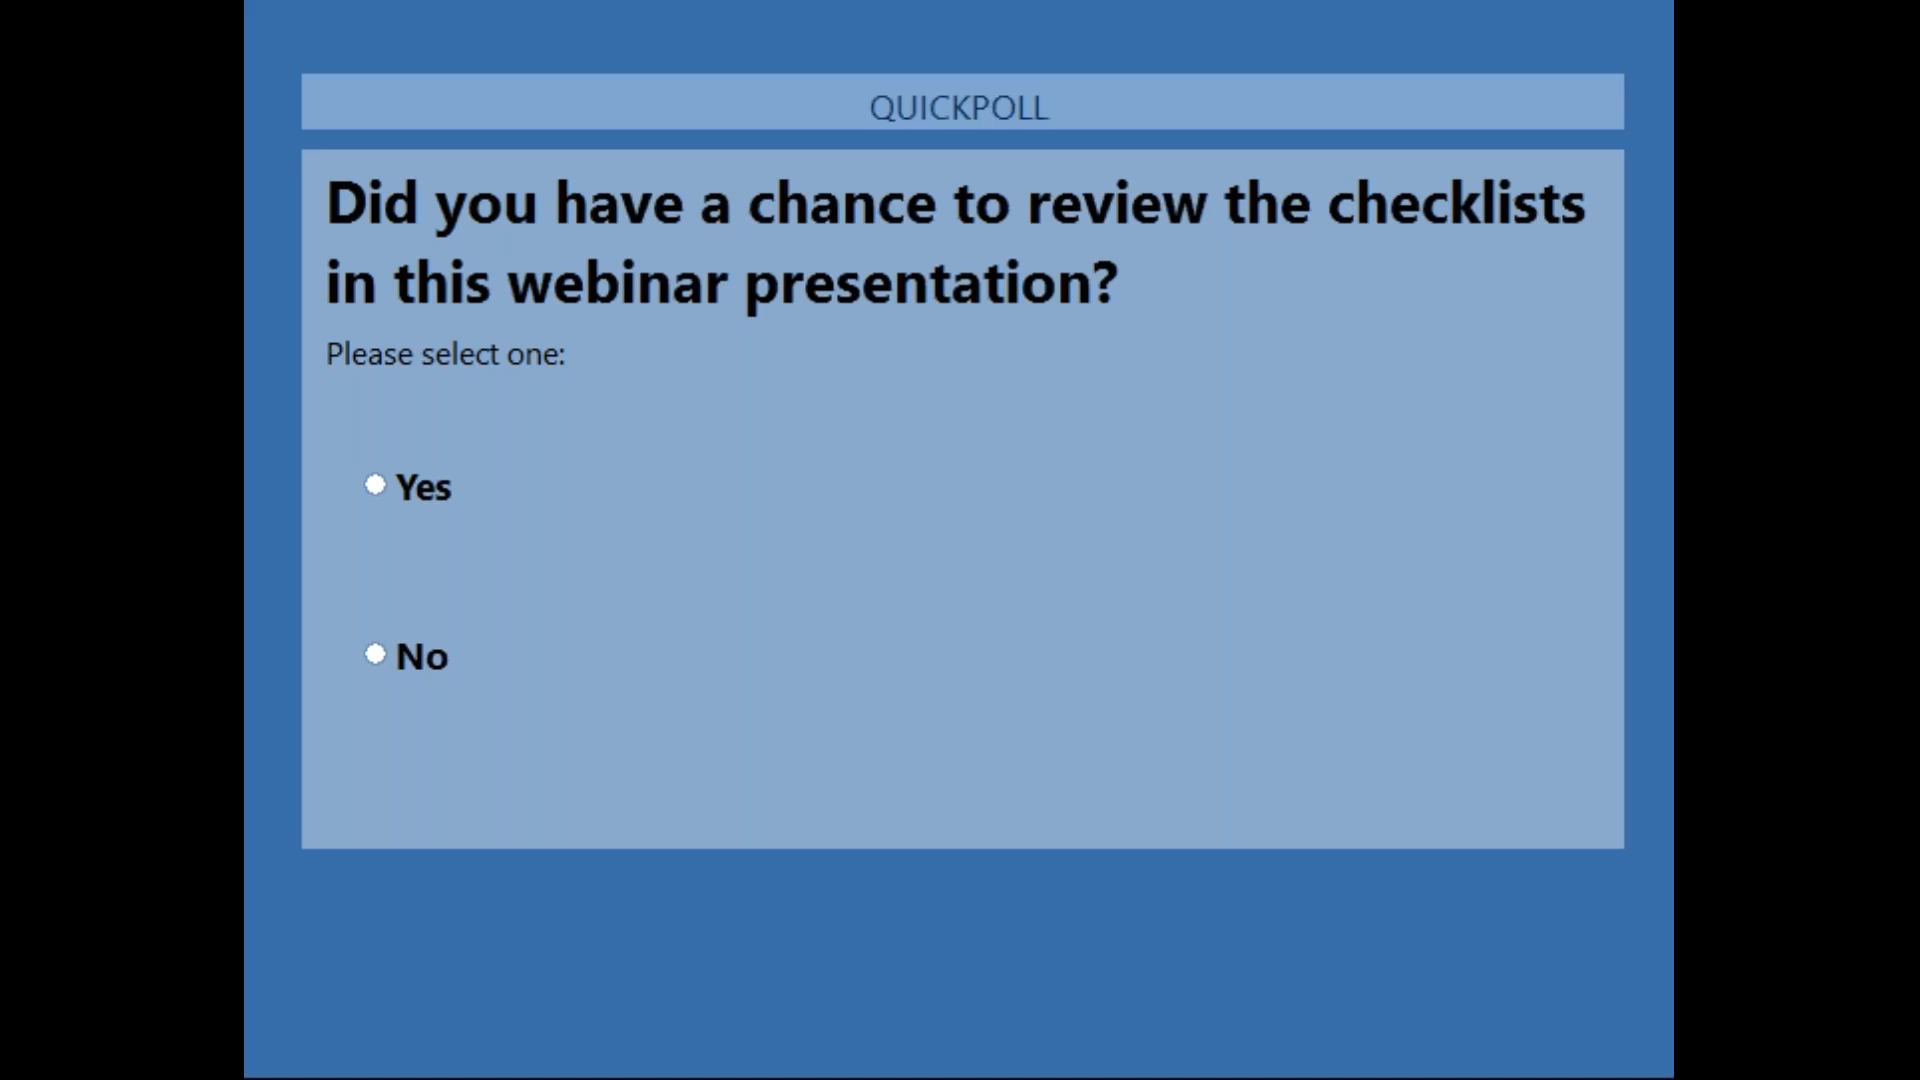 QUICKPOLL
Did you have a chance to review the checklists
in this webinar presentation?
Please select one:
Yes
No